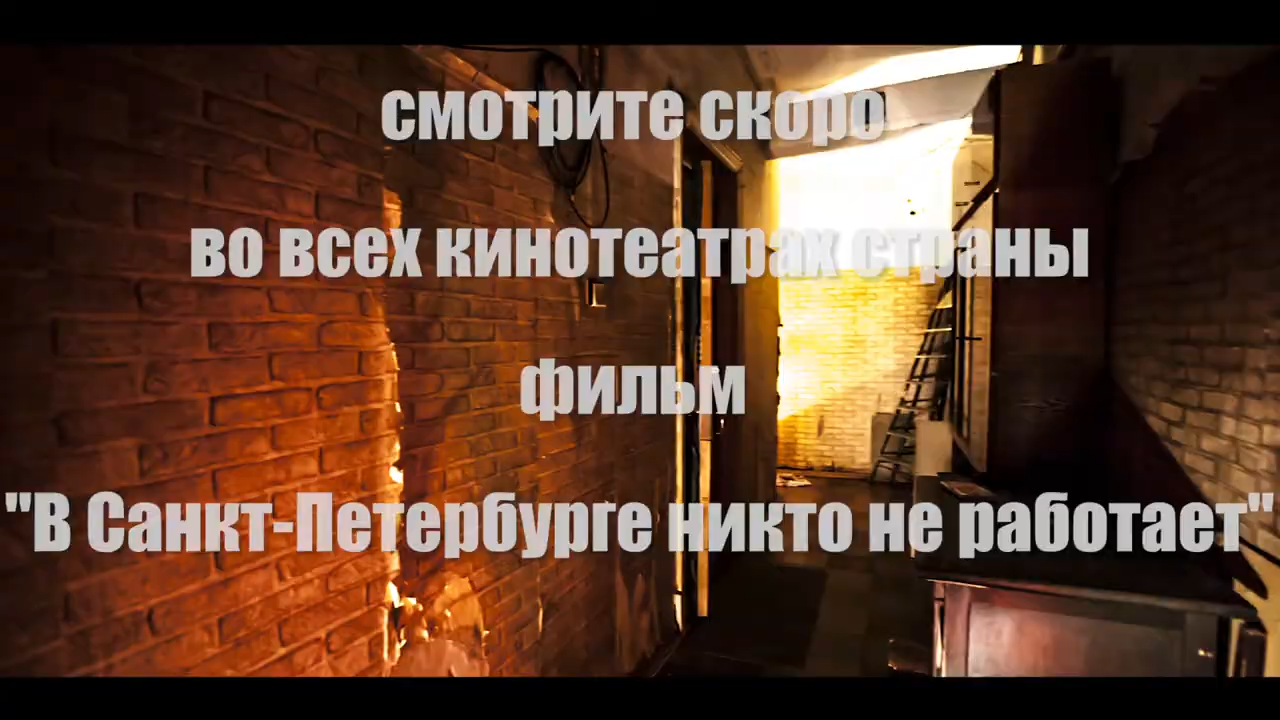 смотрите скоро
во всех кинотеатрах страны
фильм
"В Санкт-Петербурге никто не работает"